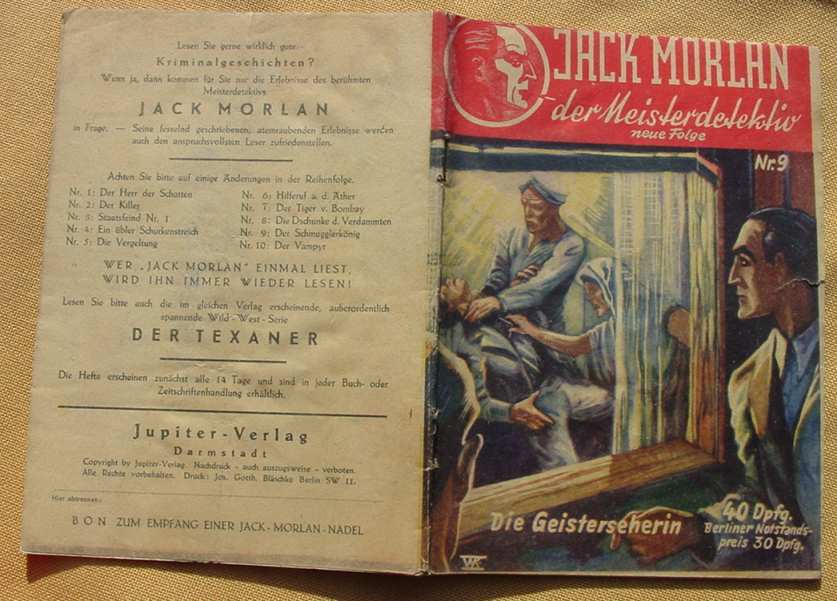 Lesen Sie gerne wirklich gute
Kriminalgeschichten?
Wenn ja, dann kommen für Sie nur die Erlebnisse des berühmten
Meisterdetektivs
JACK MORLAN
in Frage. — Seine fesselnd geschriebenen, atemraubenden Erlebnisse werden
auch den anspruchsvollsten Leser zufriedenstellen.
Achten Sie bitte auf einige Änderungen in der Reihenfolge.
Nr. 1: Der Herr der Schatten
Nr. 2: Der Killer
Nr. 3: Staatsfeind Nr. 1
Nr. 4: Ein übler Schurkenstreich
Nr. 5: Die Vergeltung
Nr. 6: Hilferuf a. d. Äther
Nr. 7: Der Tiger v. Bombay
Nr. 8: Die Dschunke d. Verdammten
Nr. 9: Der Schmugglerkönig
Nr. 10: Der Vampyr
WER „JACK MORLAN" EINMAL LIEST,
WIRD IHN IMMER WIEDER LESEN!
Lesen Sie bitte auch die im gleichen Verlag erscheinende, außerordentlich
spannende Wild-West-Serie
DER TEXANER
Die Hefte erscheinen zunächst alle 14 Tage und sind in jeder Buch- oder
Zeitschriftenhandlung erhältlich.
Jupiter-Verlag
Darmstadt
Copyright by Jupiter-Verlag. Nachdruck - auch auszugsweise - verboten.
Alle Rechte vorbehalten. Druck: Joh. Gotth. Bläschke Berlin SW 11.
Hier abtrennen
BON ZUM EMPFANG EINER JACK-MORLAN-NADEL
JACK MORLAN
der Meisterdetektiv
neue Folge
Nr. 9
Die Geisterseherin
40 Dpfg.
Berliner Notstands-
preis 30 Dpfg.